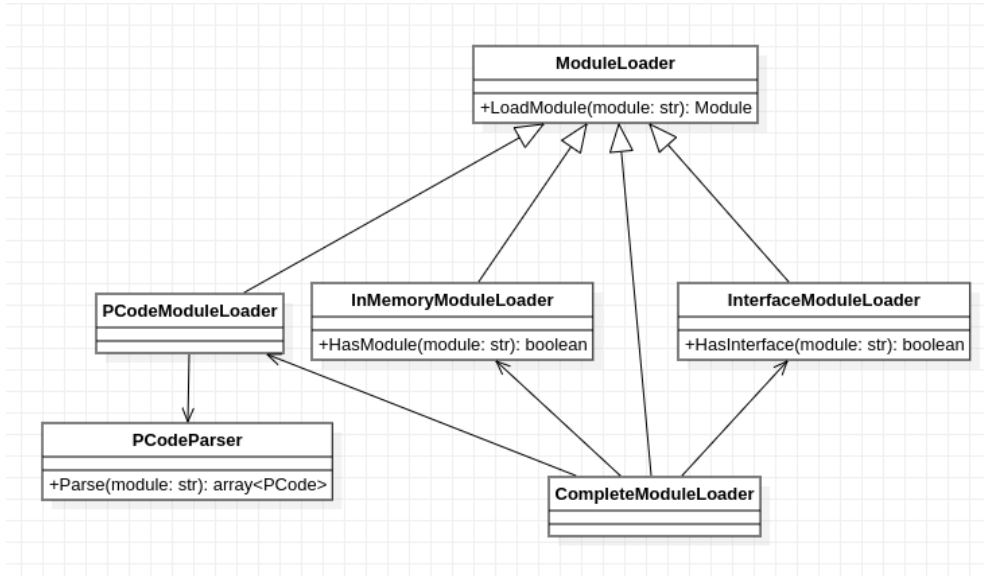 ModuleLoader
+LoadModule(module: str): Module
PCodeModuleLoader
InMemoryModuleLoader
+HasModule(module: str): boolean
InterfaceModuleLoader
+HasInterface(module: str): boolean
PCodeParser
+Parse(module: str): array<PCode>
CompleteModuleLoader